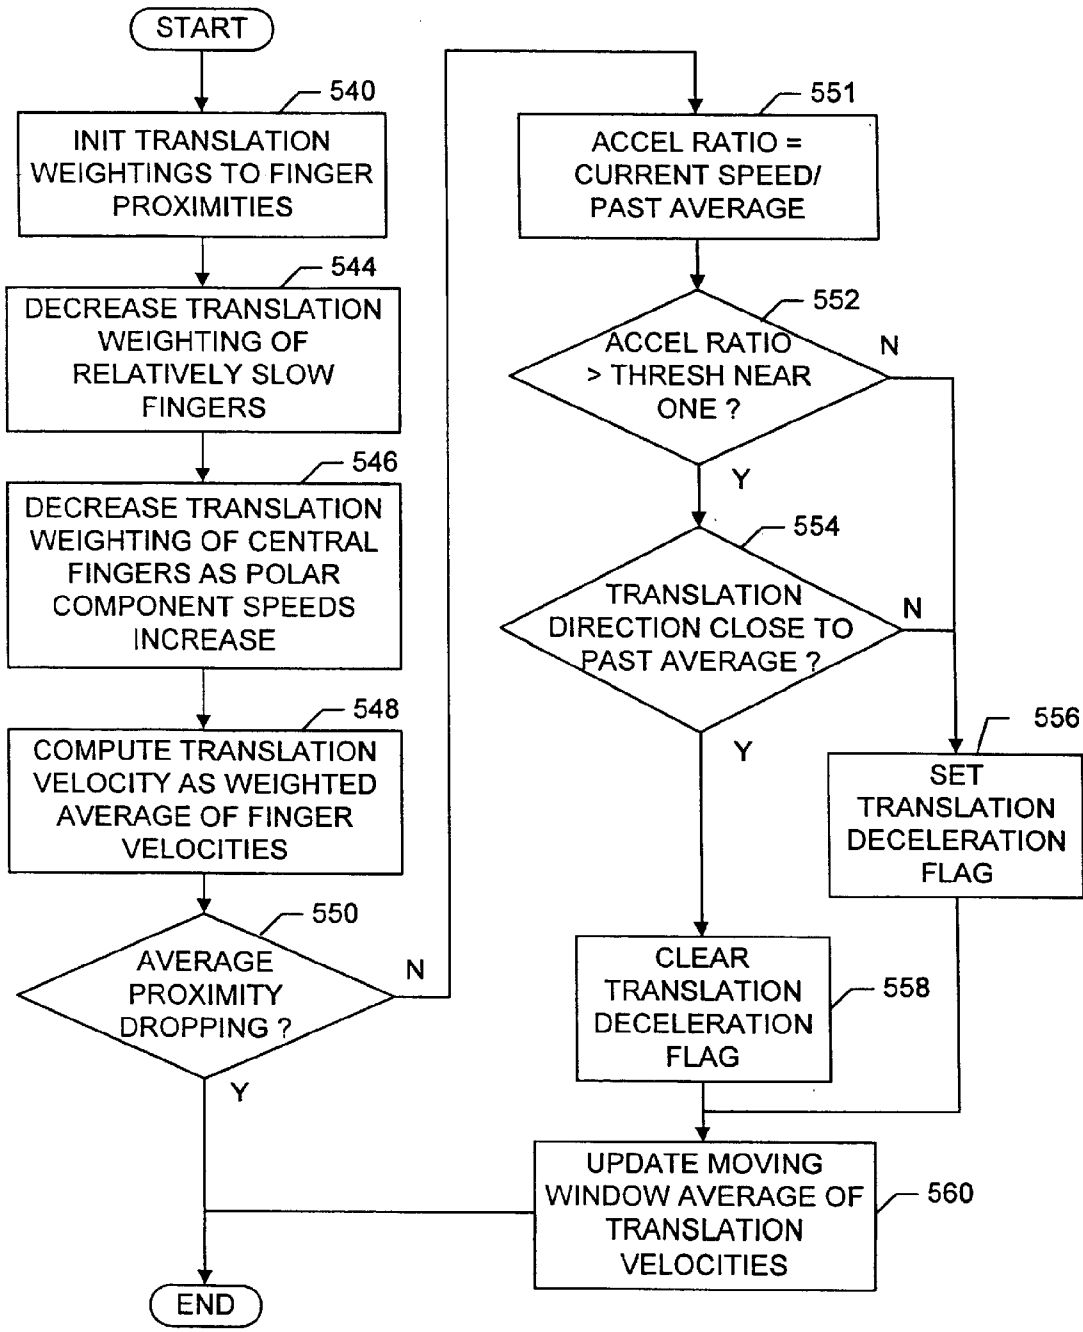 START
540
INIT TRANSLATION
WEIGHTINGS TO FINGER
PROXIMITIES
544
DECREASE TRANSLATION
WEIGHTING OF
RELATIVELY SLOW
FINGERS
546
DECREASE TRANSLATION
WEIGHTING OF CENTRAL
FINGERS AS POLAR
COMPONENT SPEEDS
INCREASE
548
COMPUTE TRANSLATION
VELOCITY AS WEIGHTED
AVERAGE OF FINGER
VELOCITIES
550
AVERAGE
PROXIMITY
DROPPING ?
N
Y
551
ACCEL RATIO =
CURRENT SPEED/
PAST AVERAGE
552
ACCEL RATIO
> THRESH NEAR
ONE ?
N
Y
554
TRANSLATION
DIRECTION CLOSE TO
PAST AVERAGE ?
N
Y
556
SET
TRANSLATION
DECELERATION
FLAG
558
CLEAR
TRANSLATION
DECELERATION
FLAG
560
UPDATE MOVING
WINDOW AVERAGE OF
TRANSLATION
VELOCITIES
END